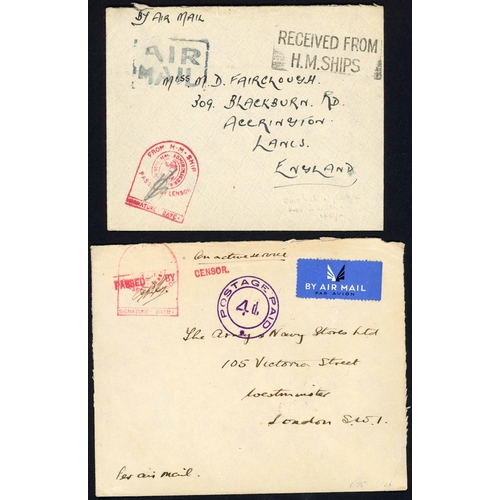 By Air Mail
AIR
MAIL
RECEIVED FROM
H.M. SHIPS
Miss M. D. Fairclough.
309, Blackburn. Rd.
Accrington.
Lancs.
England
FROM H·M·SHIP
PASSED
CENSOR
SIGNATURE DATE
On active service
PASSED BY
CENSOR.
SIGNATURE
BY AIR MAIL
PAR AVION
POSTAGE PAID
4d.
The Army & Navy Stores Ltd
105 Victoria Street
Westminster
London S.W.1.
Per air mail.